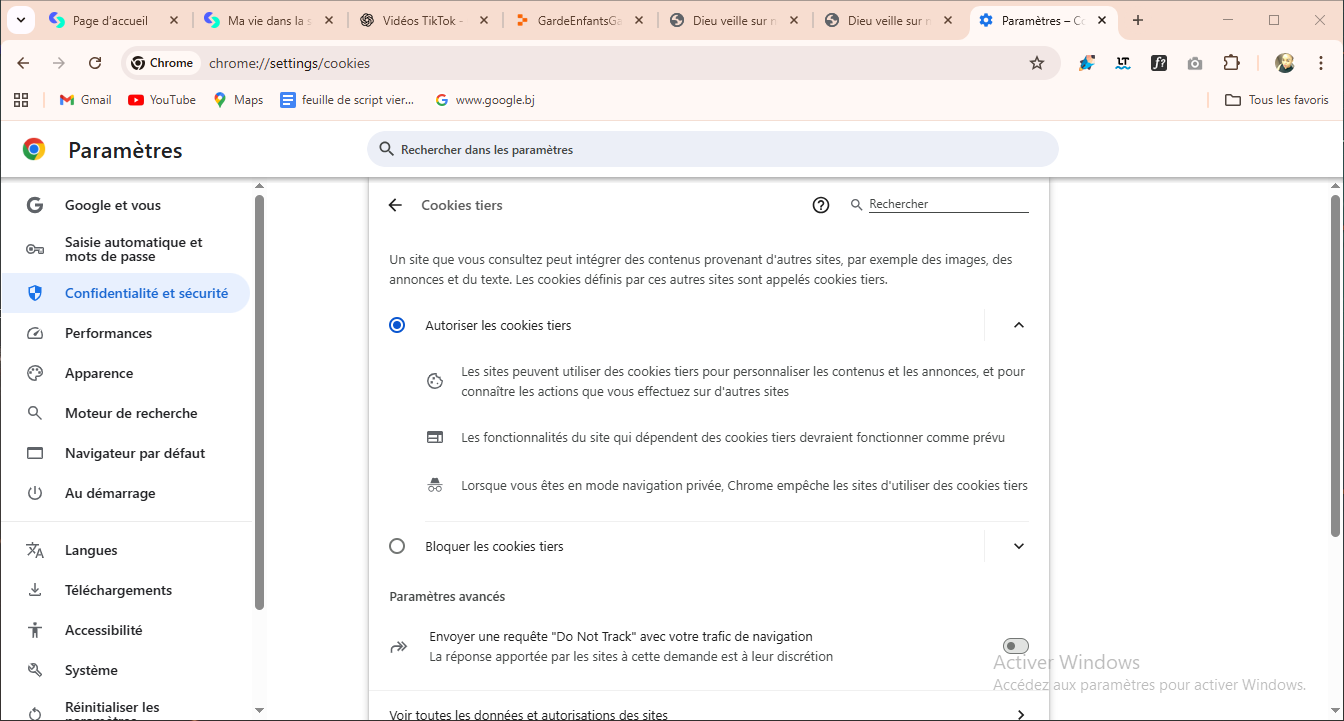 Page d'accueil
Ma vie dans la s
Vidéos TikTok -
GardeEnfantsGa
Dieu veille sur n
Dieu veille sur n
Paramètres – Co
Chrome
chrome://settings/cookies
Gmail
YouTube
Maps
feuille de script vier...
www.google.bj
Tous les favoris
Paramètres
Rechercher dans les paramètres
Google et vous
Saisie automatique et
mots de passe
Confidentialité et sécurité
Performances
Apparence
Moteur de recherche
Navigateur par défaut
Au démarrage
Langues
Téléchargements
Accessibilité
Système
Réinitialiser les
paramètres
Cookies tiers
Rechercher
Un site que vous consultez peut intégrer des contenus provenant d'autres sites, par exemple des images, des
annonces et du texte. Les cookies définis par ces autres sites sont appelés cookies tiers.
Autoriser les cookies tiers
Les sites peuvent utiliser des cookies tiers pour personnaliser les contenus et les annonces, et pour
connaître les actions que vous effectuez sur d'autres sites
Les fonctionnalités du site qui dépendent des cookies tiers devraient fonctionner comme prévu
Lorsque vous êtes en mode navigation privée, Chrome empêche les sites d'utiliser des cookies tiers
Bloquer les cookies tiers
Paramètres avancés
Envoyer une requête "Do Not Track" avec votre trafic de navigation
La réponse apportée par les sites à cette demande est à leur discrétion
Voir toutes les données et autorisations des sites
Activer Windows
Accédez aux paramètres pour activer Windows.